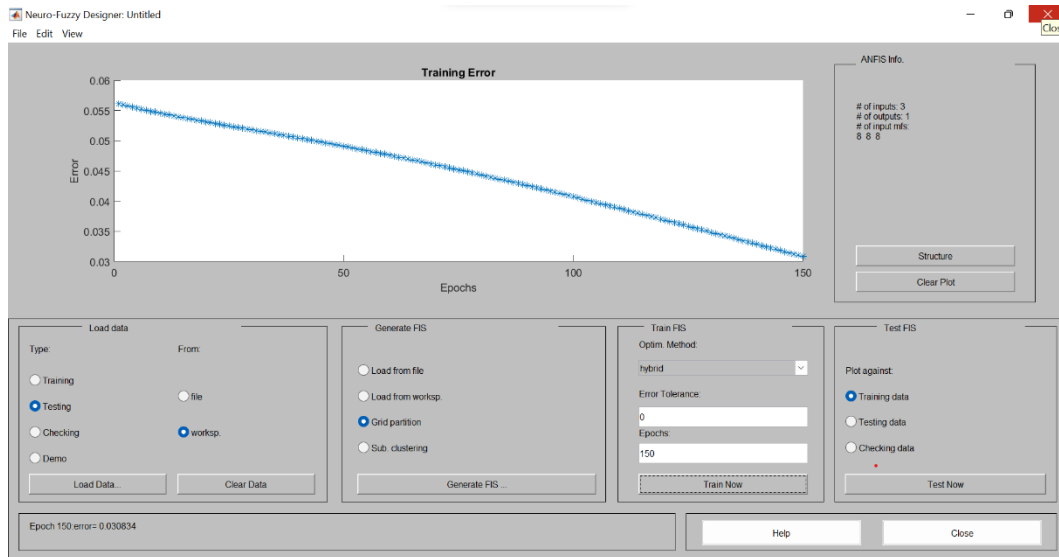 Neuro-Fuzzy Designer: Untitled
File Edit View
Training Error
0.06
0.055
0.05
0.045
0.04
0.035
0.03
Error
0 50 100 150
Epochs
ANFIS Info.
# of inputs: 3
# of outputs: 1
# of input mfs:
8 8 8
Structure
Clear Plot
Load data
Type: From:
Training
file
Testing
Checking worksp.
Demo
Load Data... Clear Data
Generate FIS
Load from file
Load from worksp.
Grid partition
Sub. clustering
Generate FIS ...
Train FIS
Optim. Method:
hybrid
Error Tolerance:
0
Epochs:
150
Train Now
Test FIS
Plot against:
Training data
Testing data
Checking data
Test Now
Epoch 150:error= 0.030834
Help Close